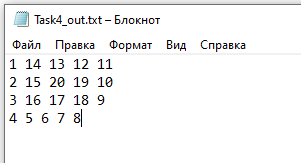 Task4_out.txt – Блокнот
Файл Правка Формат Вид Справка
1 14 13 12 11
2 15 20 19 10
3 16 17 18 9
4 5 6 7 8